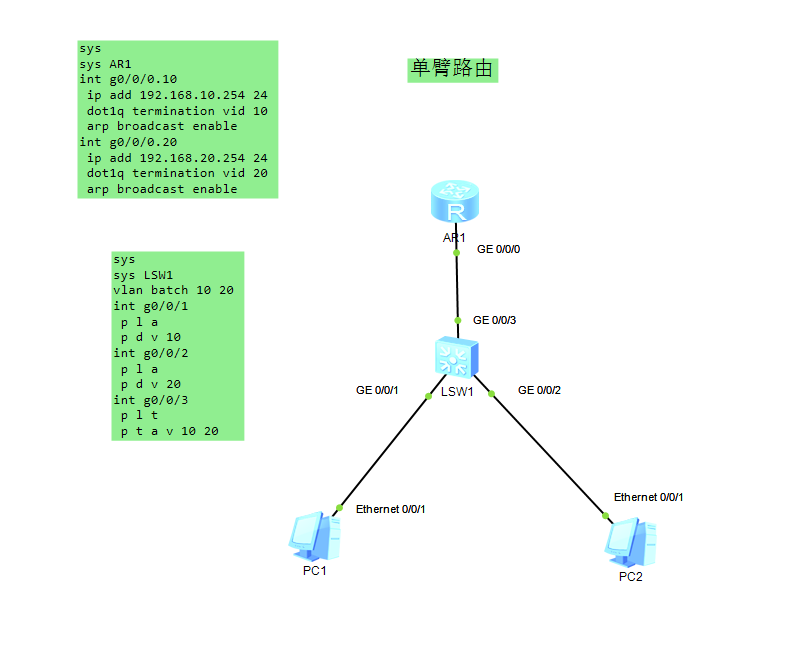 sys
sys AR1
int g0/0/0.10
ip add 192.168.10.254 24
dot1q termination vid 10
arp broadcast enable
int g0/0/0.20
ip add 192.168.20.254 24
dot1q termination vid 20
arp broadcast enable
单臂路由
R
AR1
GE 0/0/0
sys
sys LSW1
vlan batch 10 20
int g0/0/1
p l a
p d v 10
int g0/0/2
p l a
p d v 20
int g0/0/3
p l t
p t a v 10 20
GE 0/0/3
LSW1
GE 0/0/1
GE 0/0/2
Ethernet 0/0/1
Ethernet 0/0/1
PC1
PC2